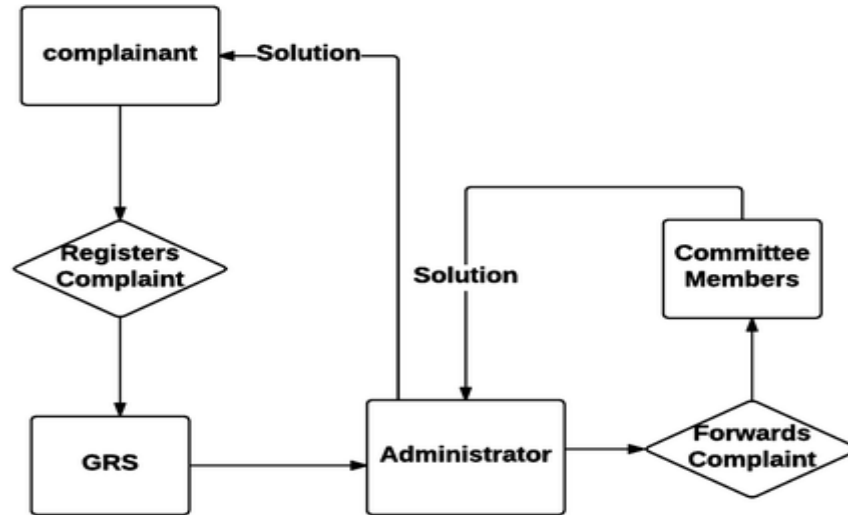 complainant
Solution
Registers
Complaint
Committee
Members
Solution
GRS
Administrator
Forwards
Complaint